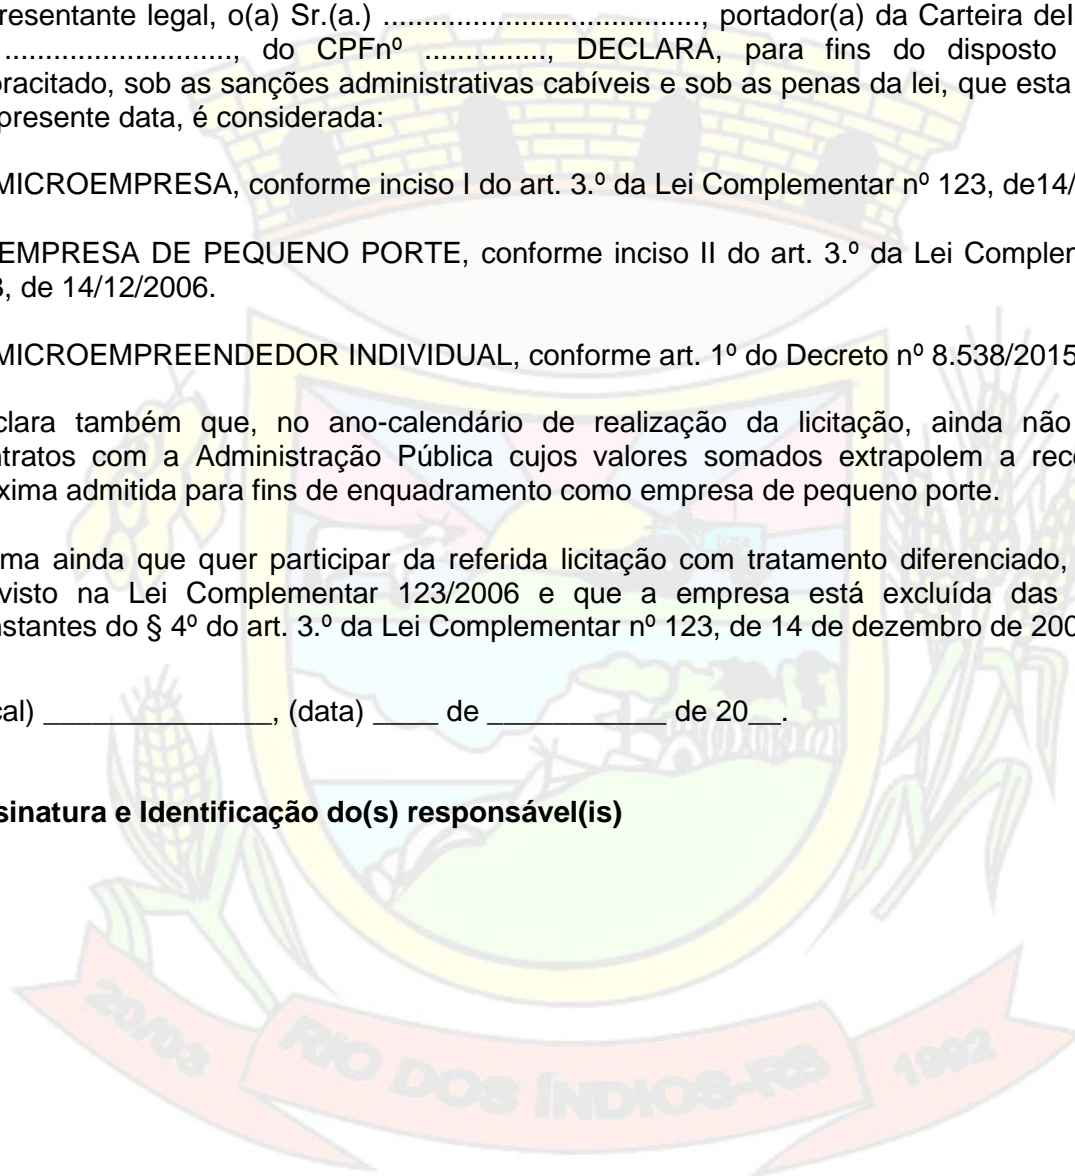 presentante legal, o(a) Sr.(a.) ......................................., portador(a) da Carteira deI
............................, do CPFnº ..............., DECLARA, para fins do disposto
racitado, sob as sanções administrativas cabíveis e sob as penas da lei, que esta
presente data, é considerada:
MICROEMPRESA, conforme inciso I do art. 3.º da Lei Complementar nº 123, de14/
EMPRESA DE PEQUENO PORTE, conforme inciso II do art. 3.º da Lei Complem
3, de 14/12/2006.
MICROEMPREENDEDOR INDIVIDUAL, conforme art. 1º do Decreto nº 8.538/2015
clara também que, no ano-calendário de realização da licitação, ainda não
ntratos com a Administração Pública cujos valores somados extrapolem a rece
xima admitida para fins de enquadramento como empresa de pequeno porte.
ma ainda que quer participar da referida licitação com tratamento diferenciado,
visto na Lei Complementar 123/2006 e que a empresa está excluída das
nstantes do § 4º do art. 3.º da Lei Complementar nº 123, de 14 de dezembro de 200
cal) ______________, (data) ____ de ___________ de 20__.
sinatura e Identificação do(s) responsável(is)
20/03 RIO DOS ÍNDIOS-RS 1992